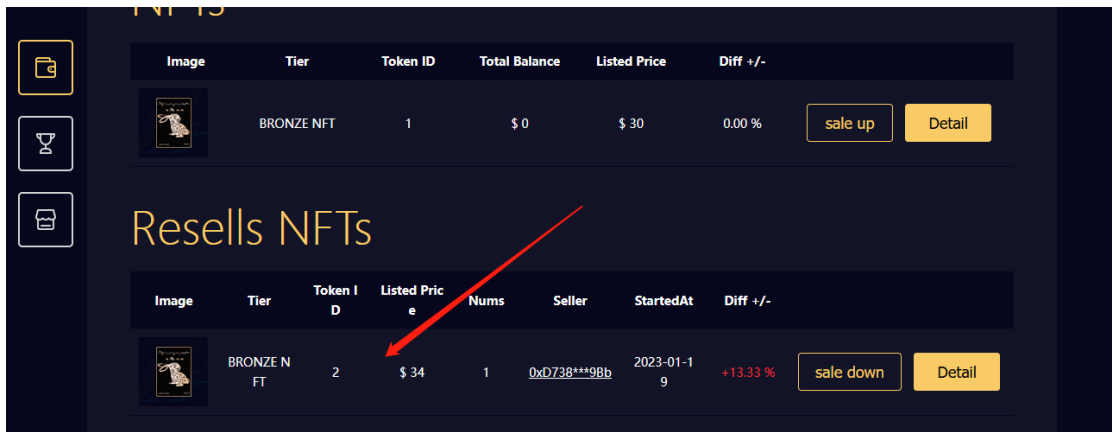 NFTs
Image Tier Token ID Total Balance Listed Price Diff +/-
BRONZE NFT 1 $ 0 $ 30 0.00 % sale up Detail
Resells NFTs
Image Tier Token I Listed Pric Nums Seller StartedAt Diff +/-
D e
BRONZE N 2 $ 34 1 0xD738***9Bb 2023-01-1 +13.33 % sale down Detail
FT 9